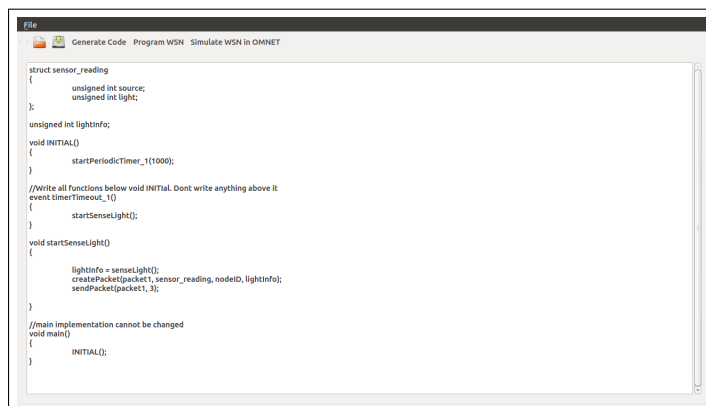 File
Generate Code Program WSN Simulate WSN in OMNET
struct sensor_reading
{
unsigned int source;
unsigned int light;
};
unsigned int lightInfo;
void INITIAL()
{
startPeriodicTimer_1(1000);
}
//Write all functions below void INITIal. Dont write anything above it
event timerTimeout_1()
{
startSenseLight();
}
void startSenseLight()
{
lightInfo = senseLight();
createPacket(packet1, sensor_reading, nodeID, lightInfo);
sendPacket(packet1, 3);
}
//main implementation cannot be changed
void main()
{
INITIAL();
}